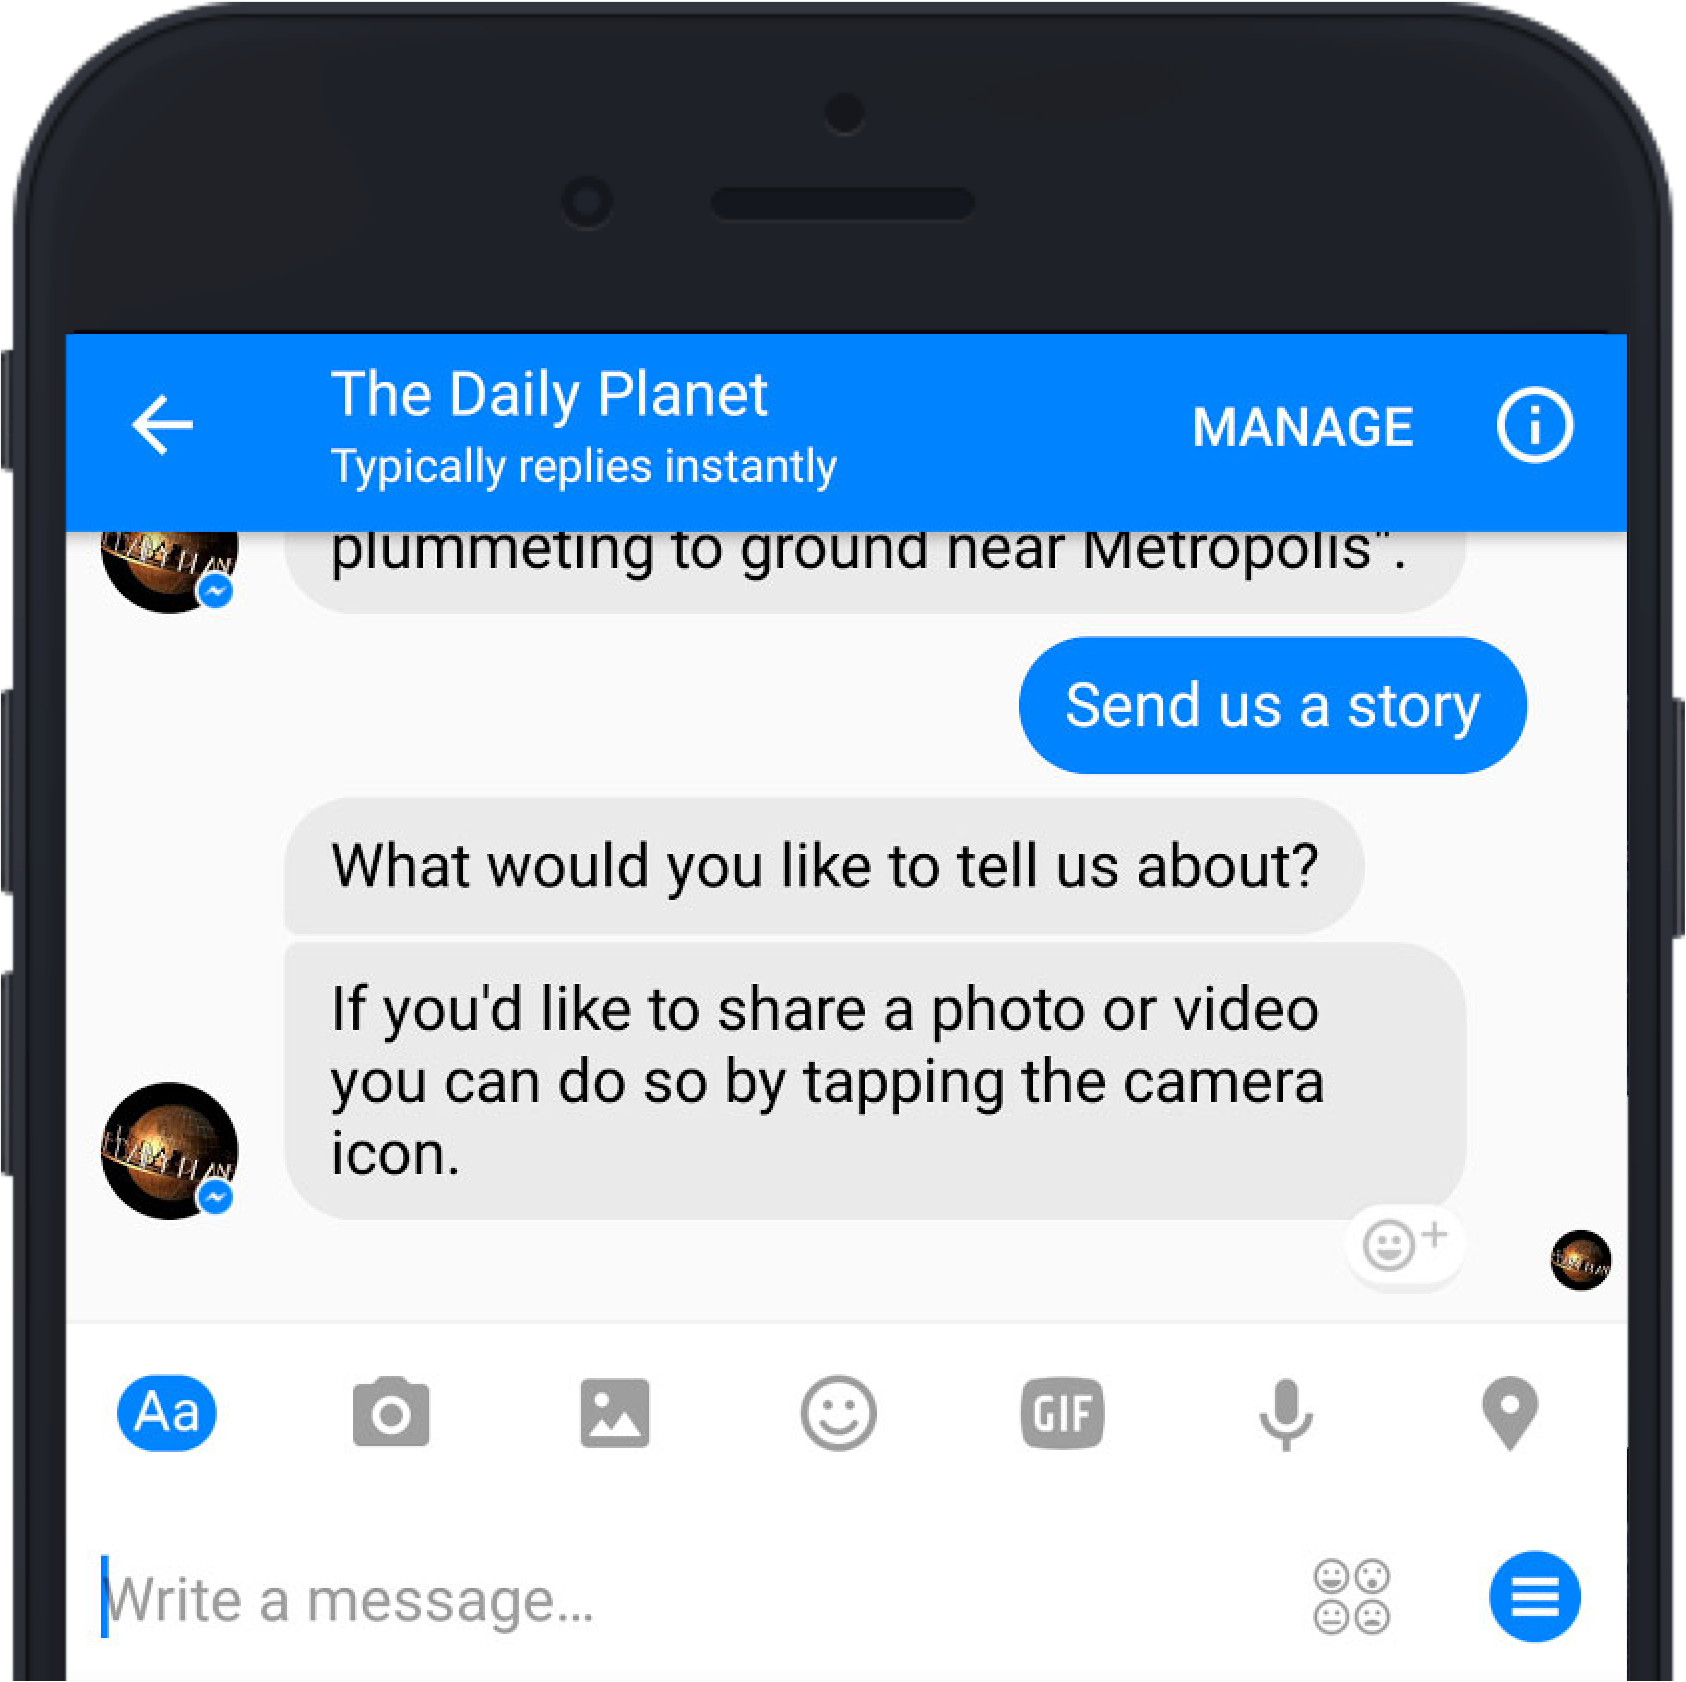 The Daily Planet
Typically replies instantly
MANAGE
plummeting to ground near Metropolis".
Send us a story
What would you like to tell us about?
If you'd like to share a photo or video
you can do so by tapping the camera
icon.
Aa
GIF
Write a message...